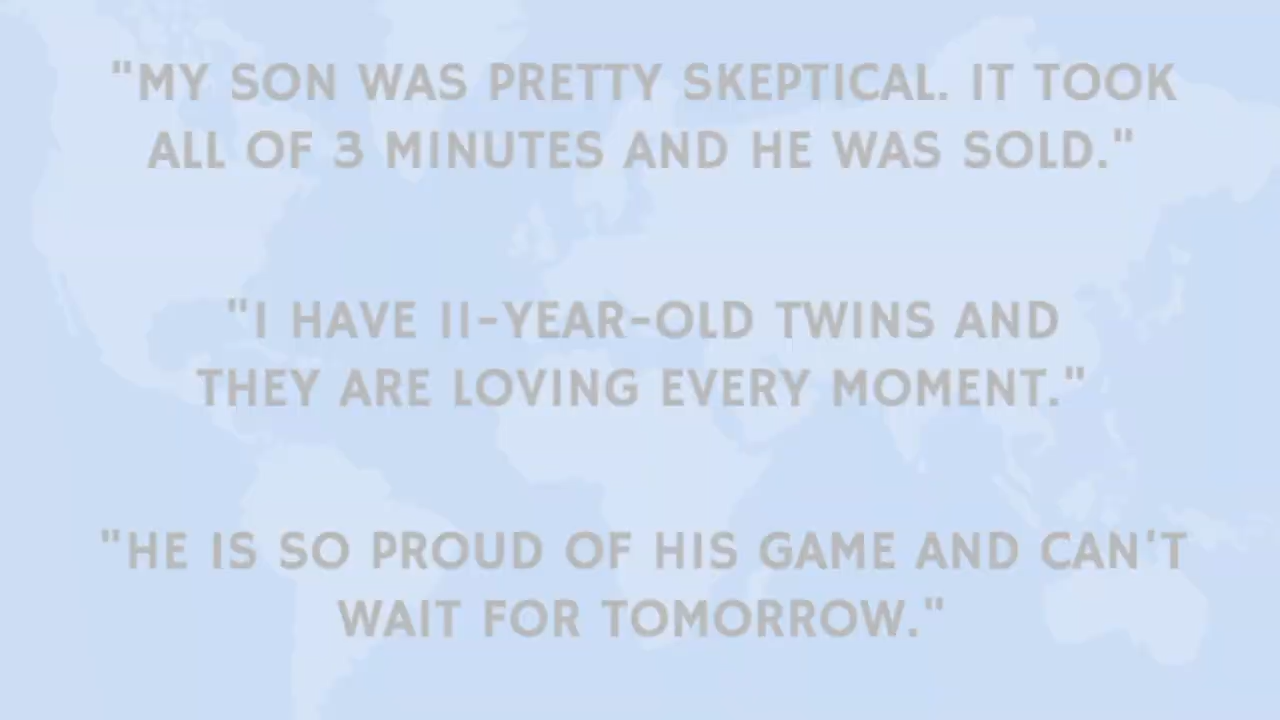 "MY SON WAS PRETTY SKEPTICAL. IT TOOK
ALL OF 3 MINUTES AND HE WAS SOLD."
"I HAVE 11-YEAR-OLD TWINS AND
THEY ARE LOVING EVERY MOMENT."
"HE IS SO PROUD OF HIS GAME AND CAN'T
WAIT FOR TOMORROW."